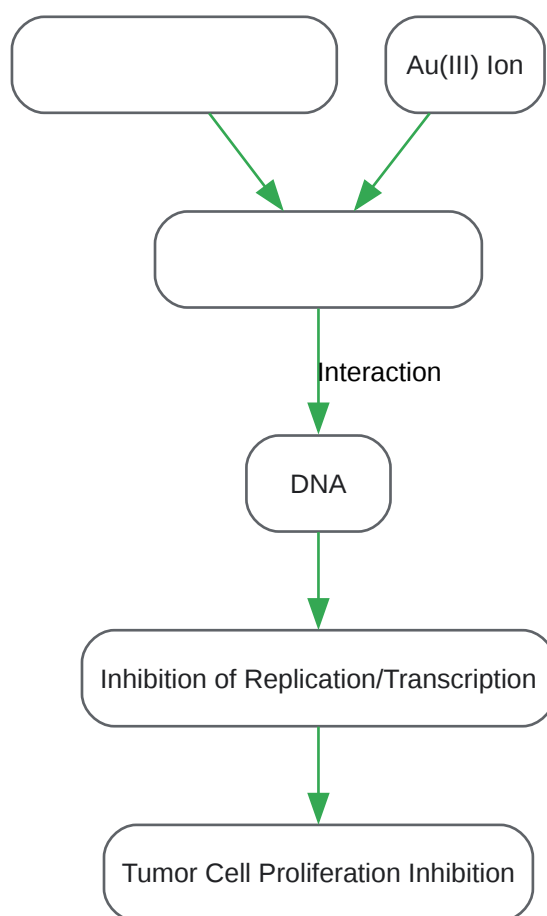 Au(III) Ion
Interaction
DNA
Inhibition of Replication/Transcription
Tumor Cell Proliferation Inhibition